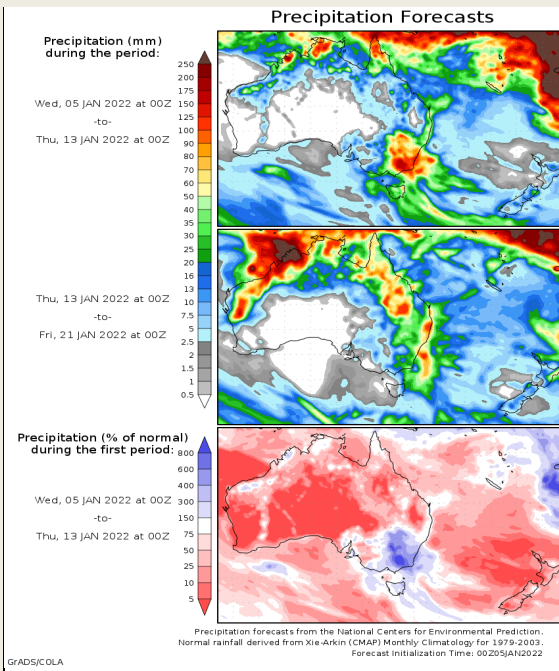 Precipitation Forecasts
Precipitation (mm)
during the period:
Wed, 05 JAN 2022 at 00Z
-to-
Thu, 13 JAN 2022 at 00Z
250
200
175
150
125
100
90
80
70
60
50
40
35
30
25
20
16
13
10
7.5
5
2.5
2
1.5
1
0.5
Thu, 13 JAN 2022 at 00Z
-to-
Fri, 21 JAN 2022 at 00Z
Precipitation (% of normal)
during the first period:
Wed, 05 JAN 2022 at 00Z
-to-
Thu, 13 JAN 2022 at 00Z
800
600
400
300
150
75
50
25
10
5
Precipitation forecasts from the National Centers for Environmental Prediction.
Normal rainfall derived from Xie-Arkin (CMAP) Monthly Climatology for 1979-2003.
Forecast Initialization Time: 00Z05JAN2022
GrADS/COLA